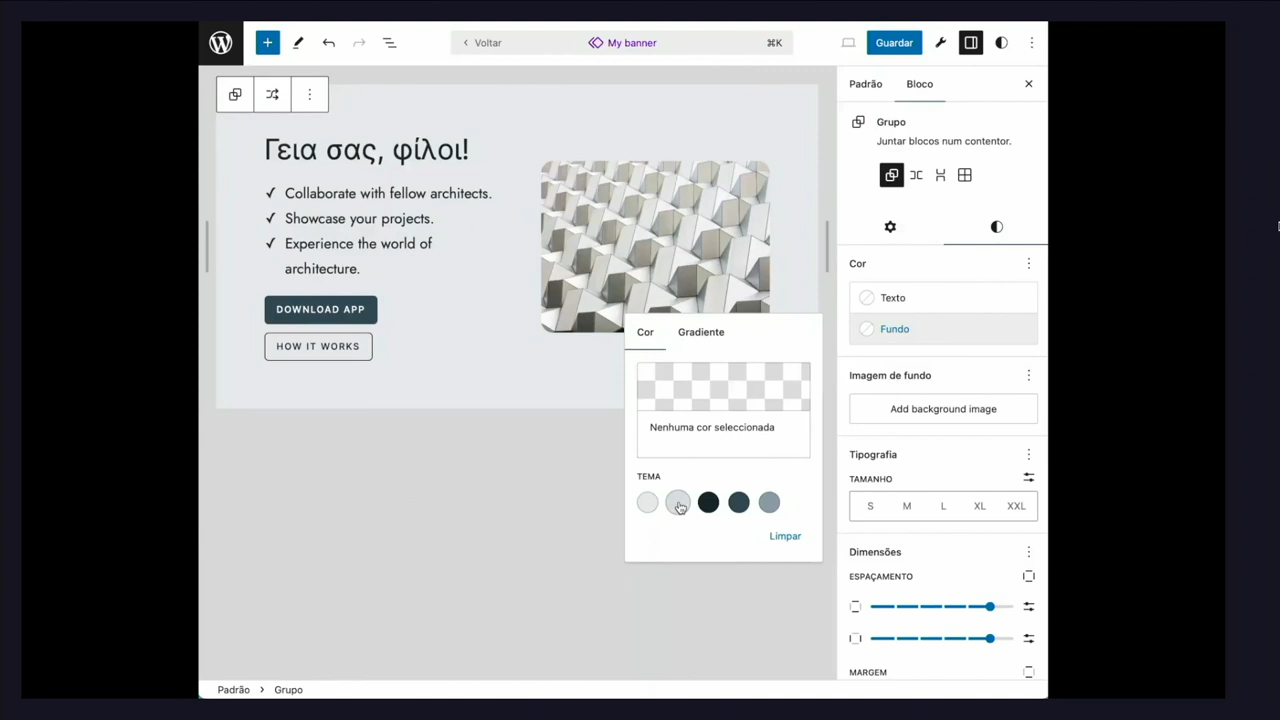 Voltar
My banner
⌘K
Guardar
Padrão
Bloco
Grupo
Juntar blocos num contentor.
Γεια σας, φίλοι!
✓ Collaborate with fellow architects.
✓ Showcase your projects.
✓ Experience the world of
architecture.
DOWNLOAD APP
HOW IT WORKS
Cor
Texto
Fundo
Imagem de fundo
Add background image
Tipografia
TAMANHO
S M L XL XXL
Dimensões
ESPAÇAMENTO
MARGEM
Cor
Gradiente
Nenhuma cor seleccionada
TEMA
Limpar
Padrão > Grupo